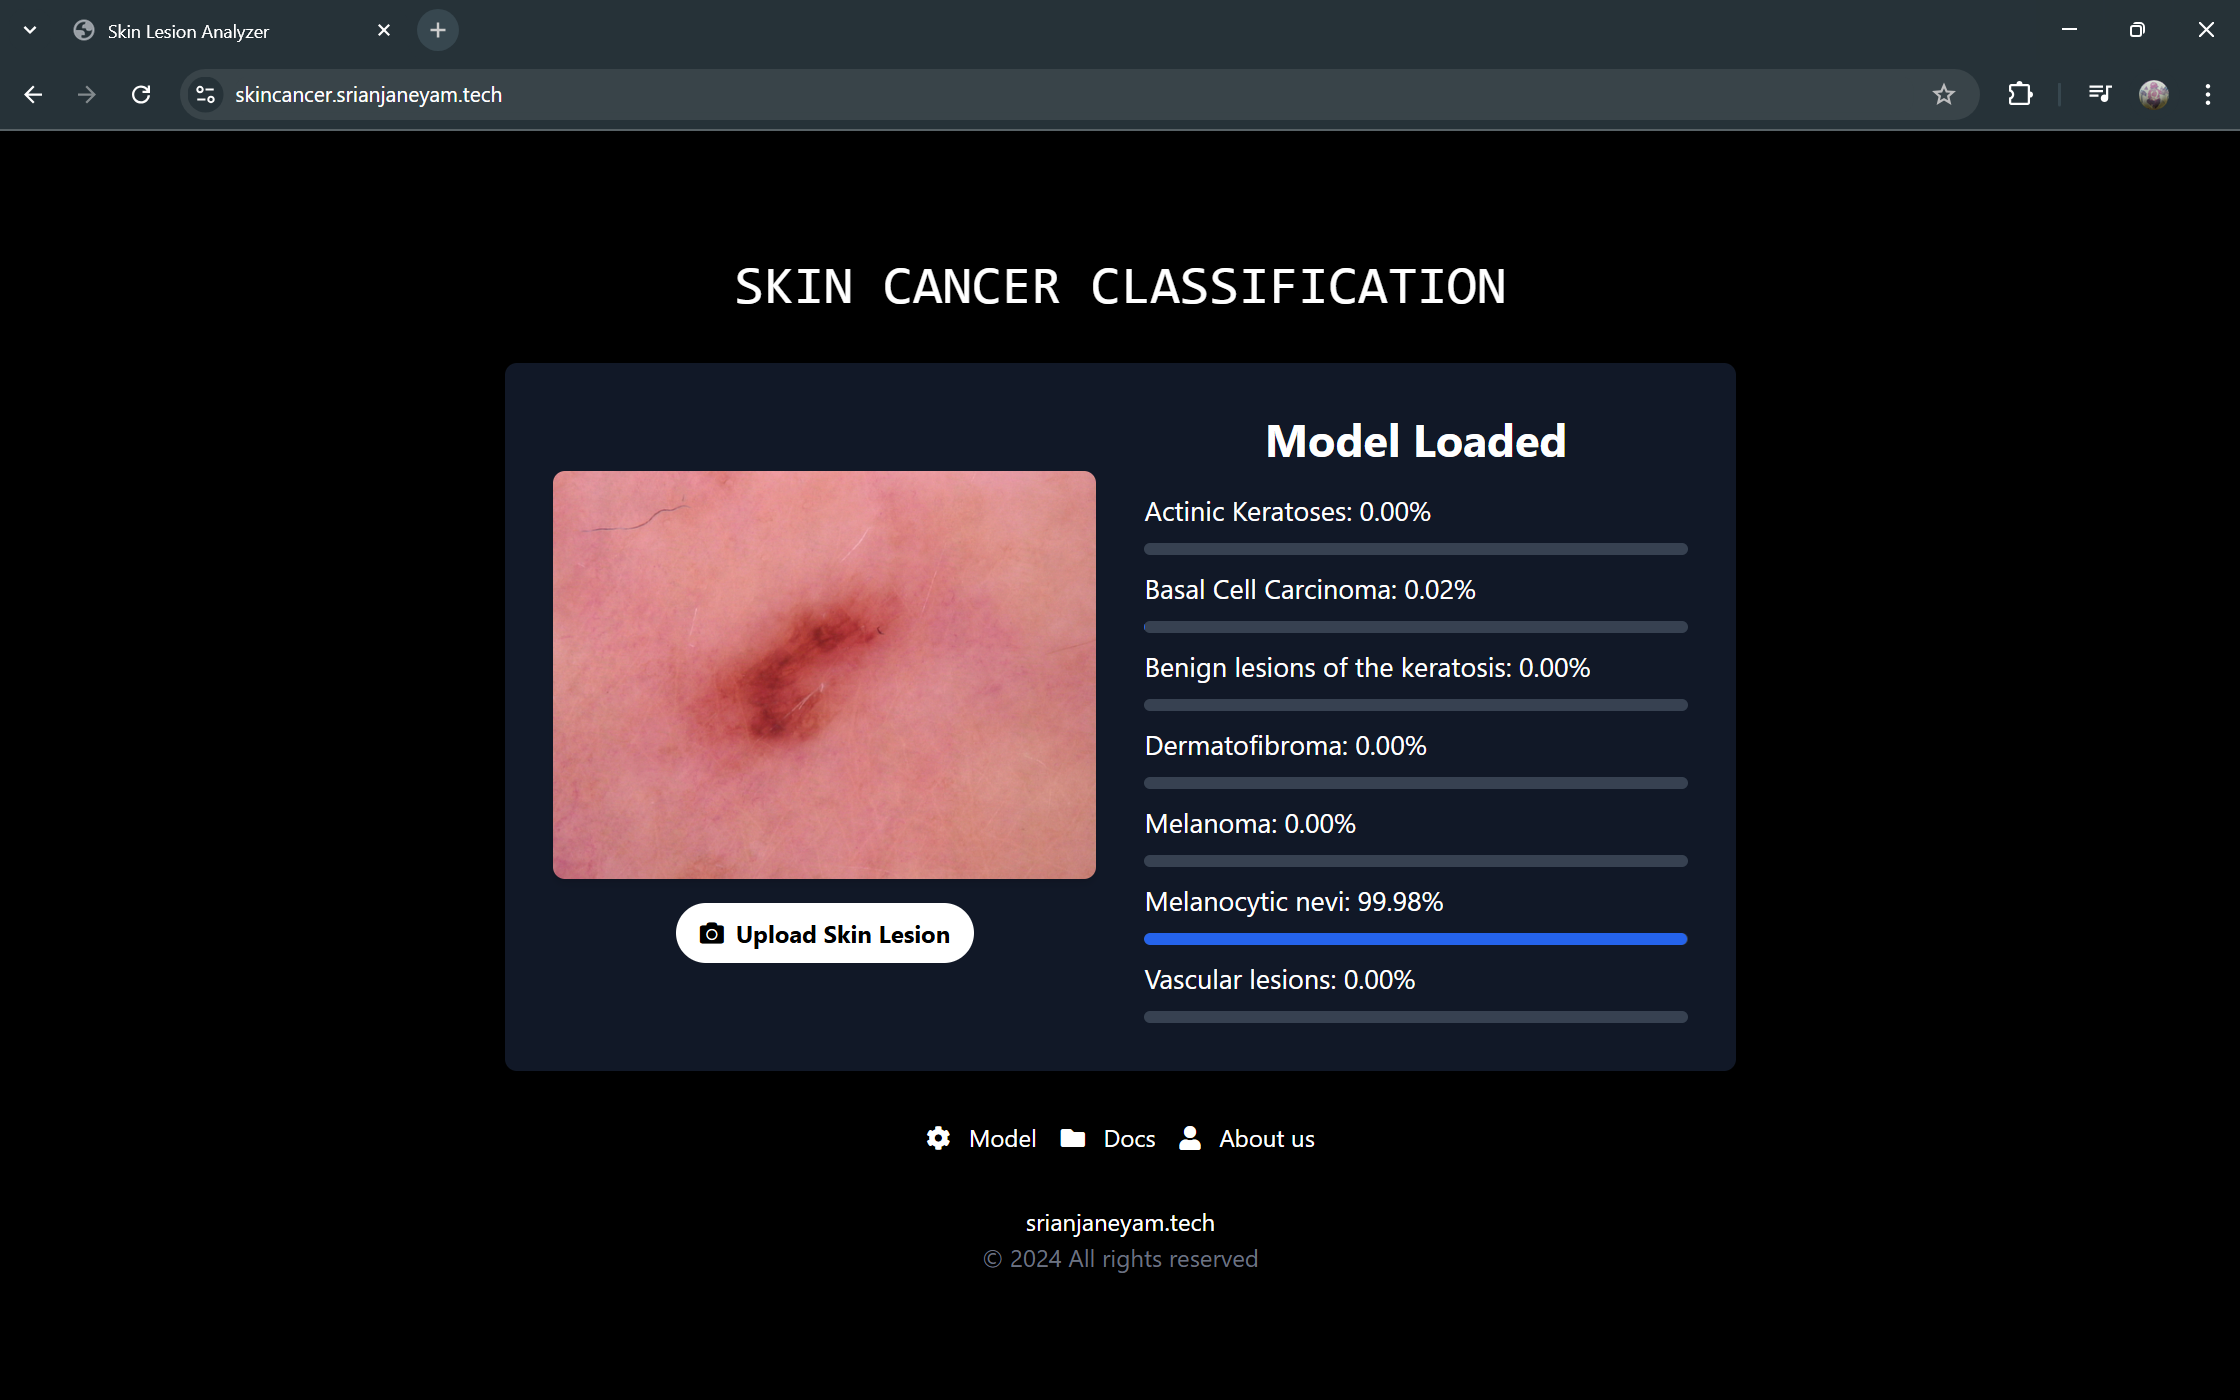 Skin Lesion Analyzer
skincancer.srianjaneyam.tech
SKIN CANCER CLASSIFICATION
Model Loaded
Actinic Keratoses: 0.00%
Basal Cell Carcinoma: 0.02%
Benign lesions of the keratosis: 0.00%
Dermatofibroma: 0.00%
Melanoma: 0.00%
Melanocytic nevi: 99.98%
Vascular lesions: 0.00%
Upload Skin Lesion
Model Docs About us
srianjaneyam.tech
© 2024 All rights reserved